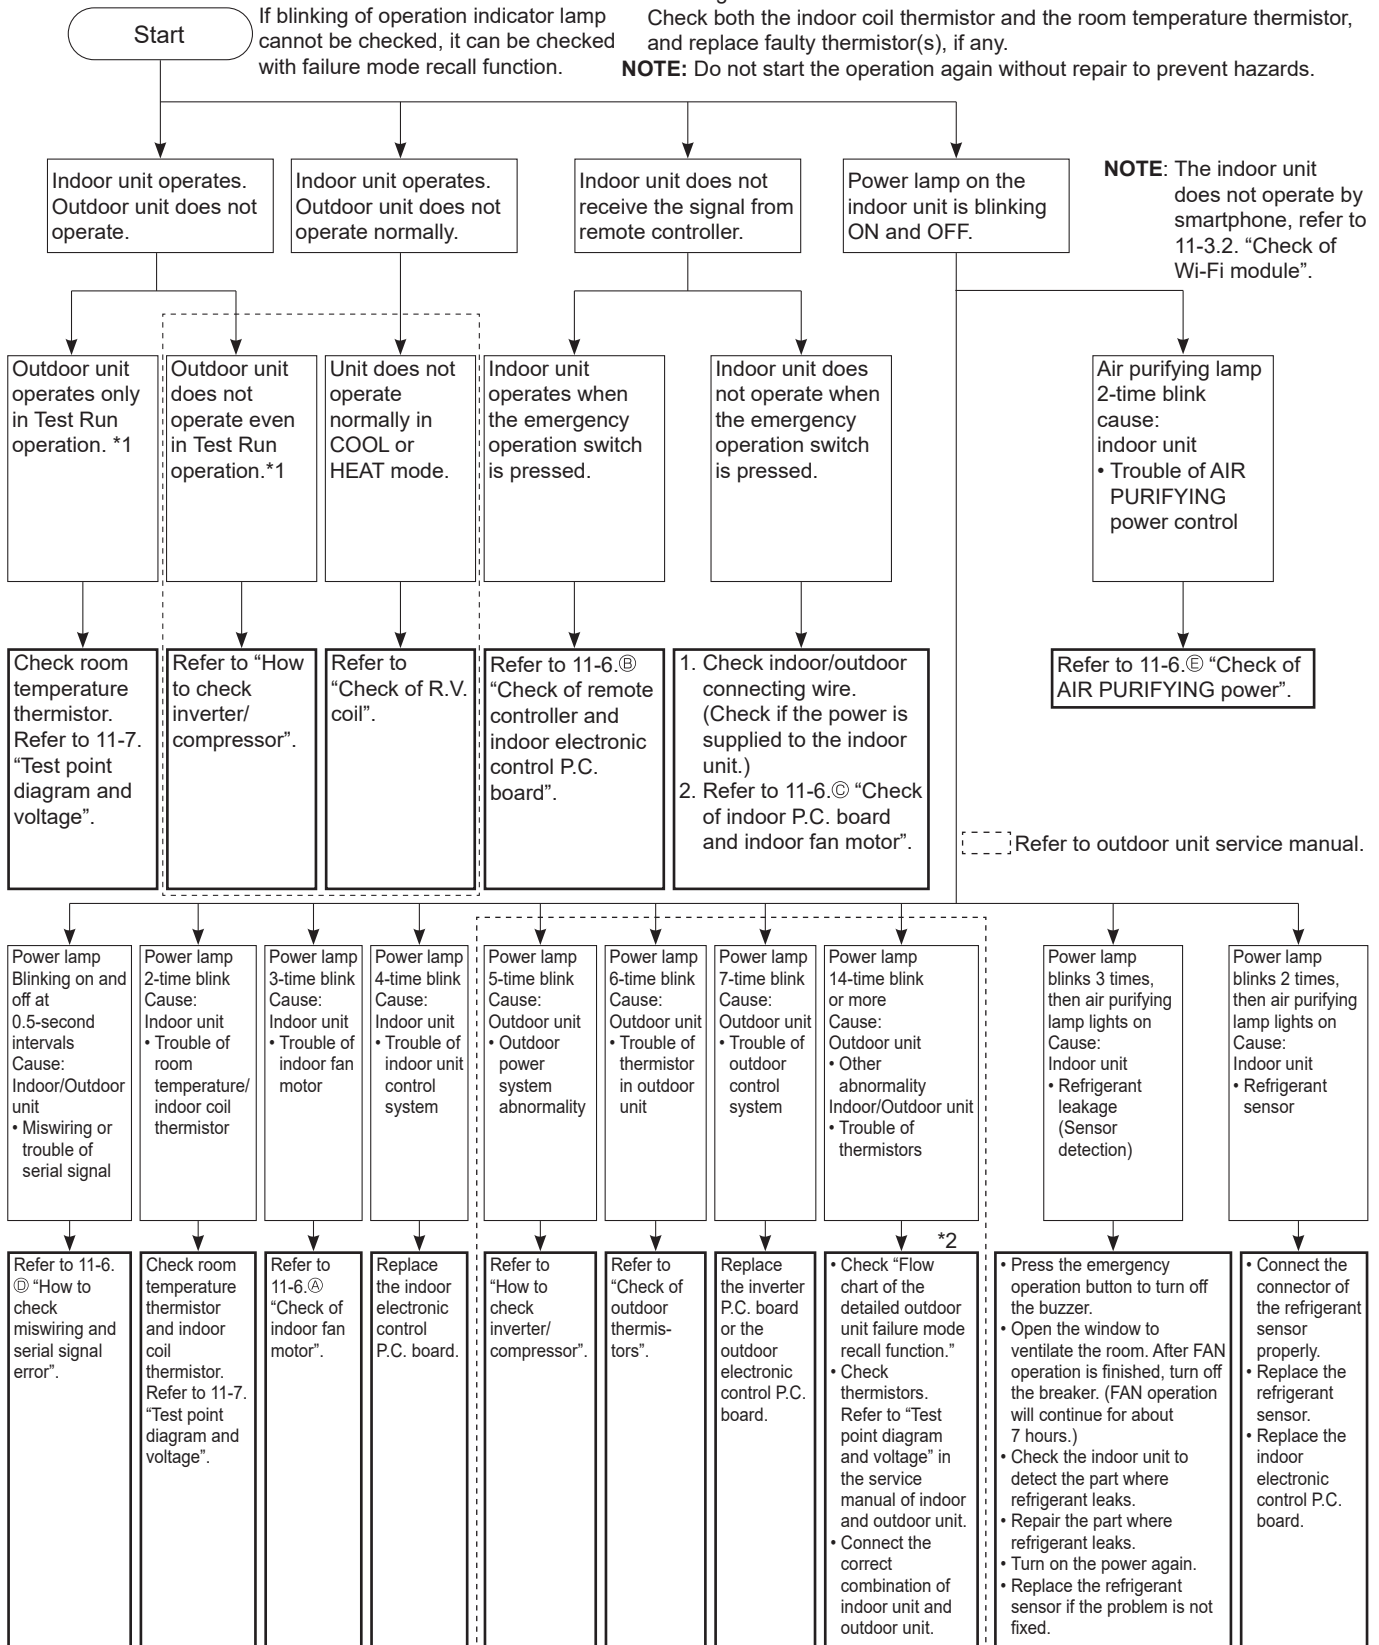 Start
If blinking of operation indicator lamp
cannot be checked, it can be checked
with failure mode recall function.
Check both the indoor coil thermistor and the room temperature thermistor,
and replace faulty thermistor(s), if any.
NOTE: Do not start the operation again without repair to prevent hazards.
Indoor unit operates.
Outdoor unit does not
operate.
Indoor unit operates.
Outdoor unit does not
operate normally.
Indoor unit does not
receive the signal from
remote controller.
Power lamp on the
indoor unit is blinking
ON and OFF.
NOTE: The indoor unit
does not operate by
smartphone, refer to
11-3.2. “Check of
Wi-Fi module”.
Outdoor unit
operates only
in Test Run
operation. *1
Outdoor unit
does not
operate even
in Test Run
operation.*1
Unit does not
operate
normally in
COOL or
HEAT mode.
Indoor unit
operates when
the emergency
operation switch
is pressed.
Indoor unit does
not operate when
the emergency
operation switch
is pressed.
Air purifying lamp
2-time blink
cause:
indoor unit
• Trouble of AIR
PURIFYING
power control
Check room
temperature
thermistor.
Refer to 11-7.
“Test point
diagram and
voltage”.
Refer to “How
to check
inverter/
compressor”.
Refer to
“Check of R.V.
coil”.
Refer to 11-6.Ⓑ
“Check of remote
controller and
indoor electronic
control P.C.
board”.
1. Check indoor/outdoor
connecting wire.
(Check if the power is
supplied to the indoor
unit.)
2. Refer to 11-6.Ⓒ “Check
of indoor P.C. board
and indoor fan motor”.
Refer to 11-6.Ⓔ “Check of
AIR PURIFYING power”.
Refer to outdoor unit service manual.
Power lamp
Blinking on and
off at
0.5-second
intervals
Cause:
Indoor/Outdoor
unit
• Miswiring or
trouble of
serial signal
Power lamp
2-time blink
Cause:
Indoor unit
• Trouble of
room
temperature/
indoor coil
thermistor
Power lamp
3-time blink
Cause:
Indoor unit
• Trouble of
indoor fan
motor
Power lamp
4-time blink
Cause:
Indoor unit
• Trouble of
indoor unit
control
system
Power lamp
5-time blink
Cause:
Outdoor unit
• Outdoor
power
system
abnormality
Power lamp
6-time blink
Cause:
Outdoor unit
• Trouble of
thermistor
in outdoor
unit
Power lamp
7-time blink
Cause:
Outdoor unit
• Trouble of
outdoor
control
system
Power lamp
14-time blink
or more
Cause:
Outdoor unit
• Other
abnormality
Indoor/Outdoor unit
• Trouble of
thermistors
Power lamp
blinks 3 times,
then air purifying
lamp lights on
Cause:
Indoor unit
• Refrigerant
leakage
(Sensor
detection)
Power lamp
blinks 2 times,
then air purifying
lamp lights on
Cause:
Indoor unit
• Refrigerant
sensor
Refer to 11-6.
Ⓓ “How to
check
miswiring and
serial signal
error”.
Check room
temperature
thermistor
and indoor
coil
thermistor.
Refer to 11-7.
“Test point
diagram and
voltage”.
Refer to
11-6.Ⓐ
“Check of
indoor fan
motor”.
Replace
the indoor
electronic
control
P.C. board.
Refer to
“How to
check
inverter/
compressor”.
Refer to
“Check of
outdoor
thermis-
tors”.
Replace
the inverter
P.C. board
or the
outdoor
electronic
control P.C.
board.
*2
• Check “Flow
chart of the
detailed outdoor
unit failure mode
recall function.”
• Check
thermistors.
Refer to “Test
point diagram
and voltage” in
the service
manual of indoor
and outdoor unit.
• Connect the
correct
combination of
indoor unit and
outdoor unit.
• Press the emergency
operation button to turn off
the buzzer.
• Open the window to
ventilate the room. After FAN
operation is finished, turn off
the breaker. (FAN operation
will continue for about
7 hours.)
• Check the indoor unit to
detect the part where
refrigerant leaks.
• Repair the part where
refrigerant leaks.
• Turn on the power again.
• Replace the refrigerant
sensor if the problem is not
fixed.
• Connect the
connector of
the refrigerant
sensor
properly.
• Replace the
refrigerant
sensor.
• Replace the
indoor
electronic
control P.C.
board.